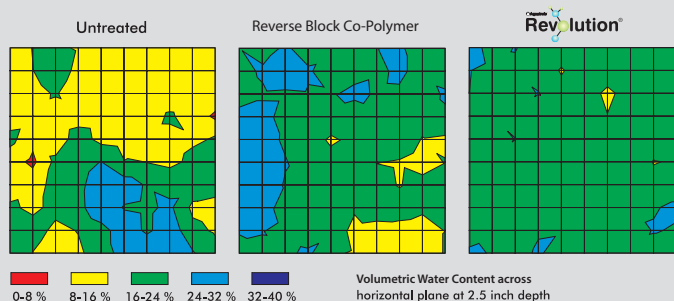 Untreated
Reverse Block Co-Polymer
Aquatrols
Revolution®
0-8 %
8-16 %
16-24 %
24-32 %
32-40 %
Volumetric Water Content across
horizontal plane at 2.5 inch depth